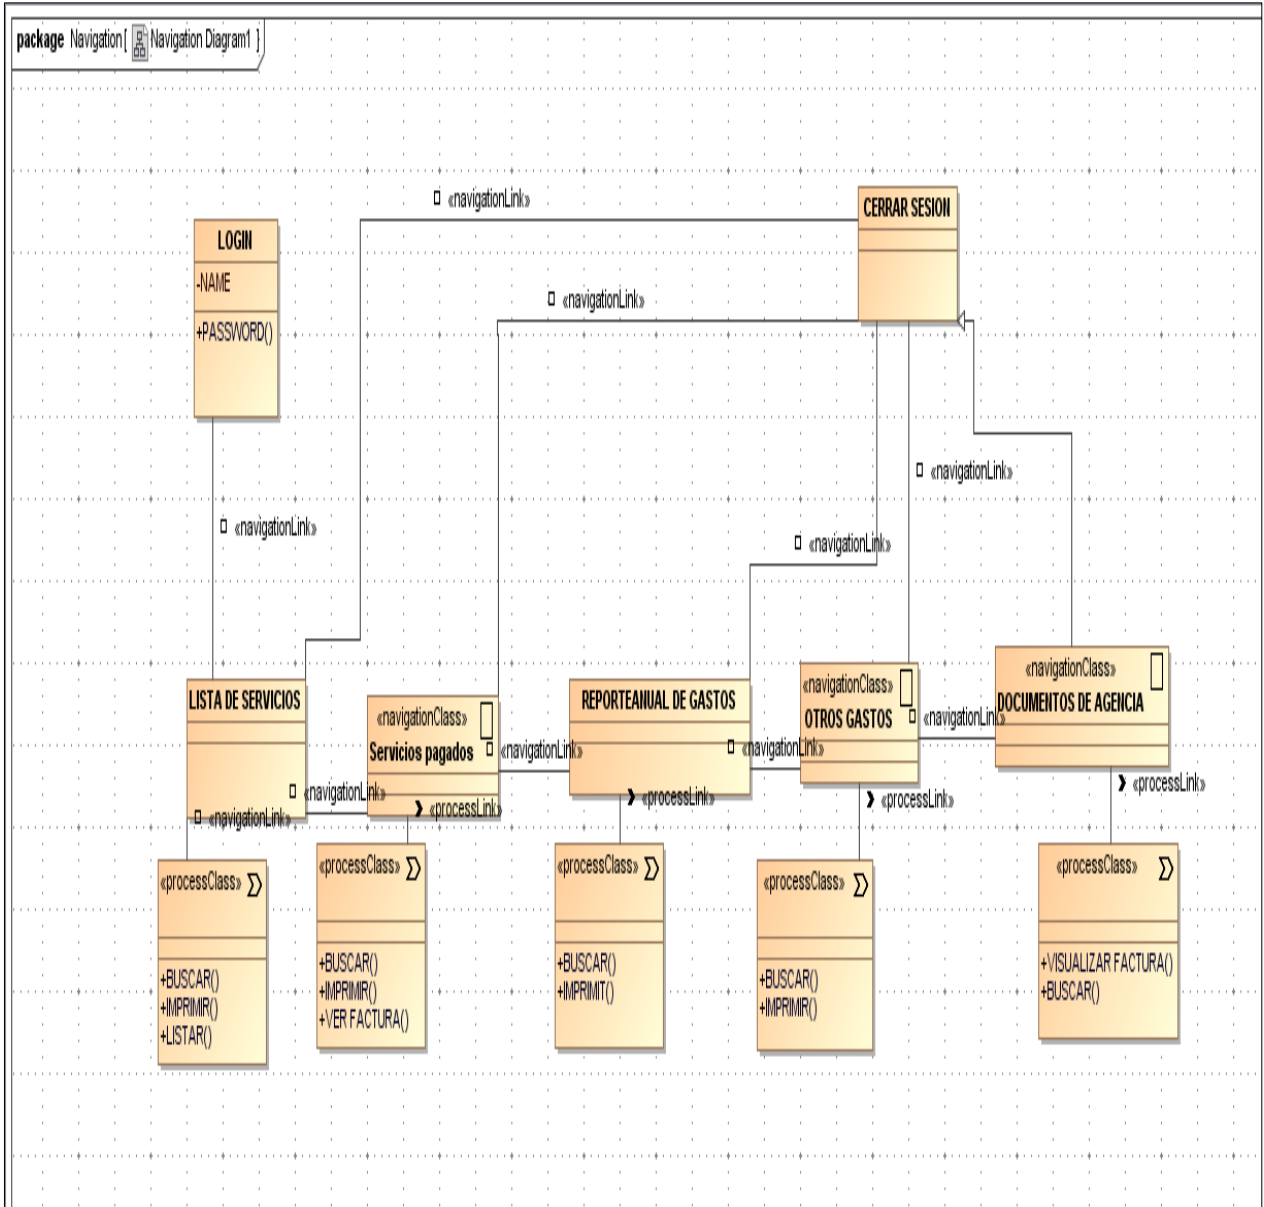 package Navigation[ Navigation Diagram1 ]
«navigationLink»
CERRAR SESION
LOGIN
-NAME
+PASSWORD()
«navigationLink»
«navigationLink»
«navigationLink»
«navigationLink»
LISTA DE SERVICIOS
«navigationClass»
Servicios pagados
REPORTEANUAL DE GASTOS
«navigationClass»
OTROS GASTOS
«navigationClass»
DOCUMENTOS DE AGENCIA
«navigationLink»
«navigationLink»
«navigationLink»
«navigationLink»
«navigationLink»
«processLink»
«processLink»
«processLink»
«processLink»
«processClass»
+BUSCAR()
+IMPRIMIR()
+LISTAR()
«processClass»
+BUSCAR()
+IMPRIMIR()
+VER FACTURA()
«processClass»
+BUSCAR()
+IMPRIMIT()
«processClass»
+BUSCAR()
+IMPRIMIR()
«processClass»
+VISUALIZAR FACTURA()
+BUSCAR()